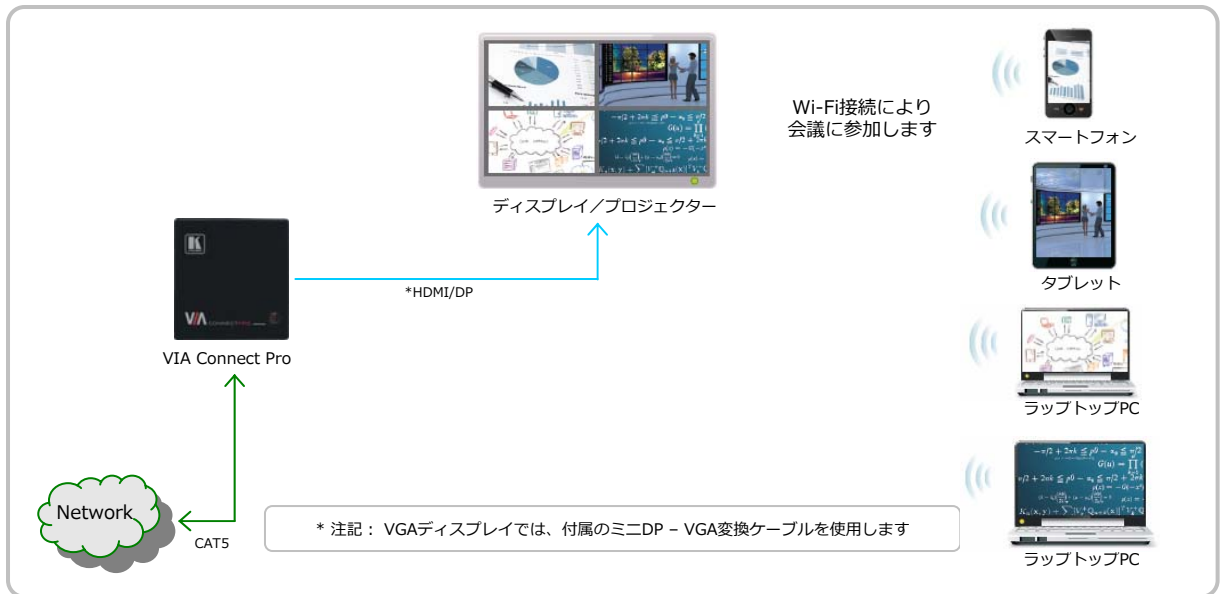 Wi-Fi接続により
会議に参加します
スマートフォン
ディスプレイ／プロジェクター
K
タブレット
*HDMI/DP
VIA
VIA Connect Pro
ラップトップPC
-π/2 + 2πk ≦ p0 -
Network
CAT5
* 注記： VGAディスプレイでは、付属のミニDP – VGA変換ケーブルを使用します
ラップトップPC